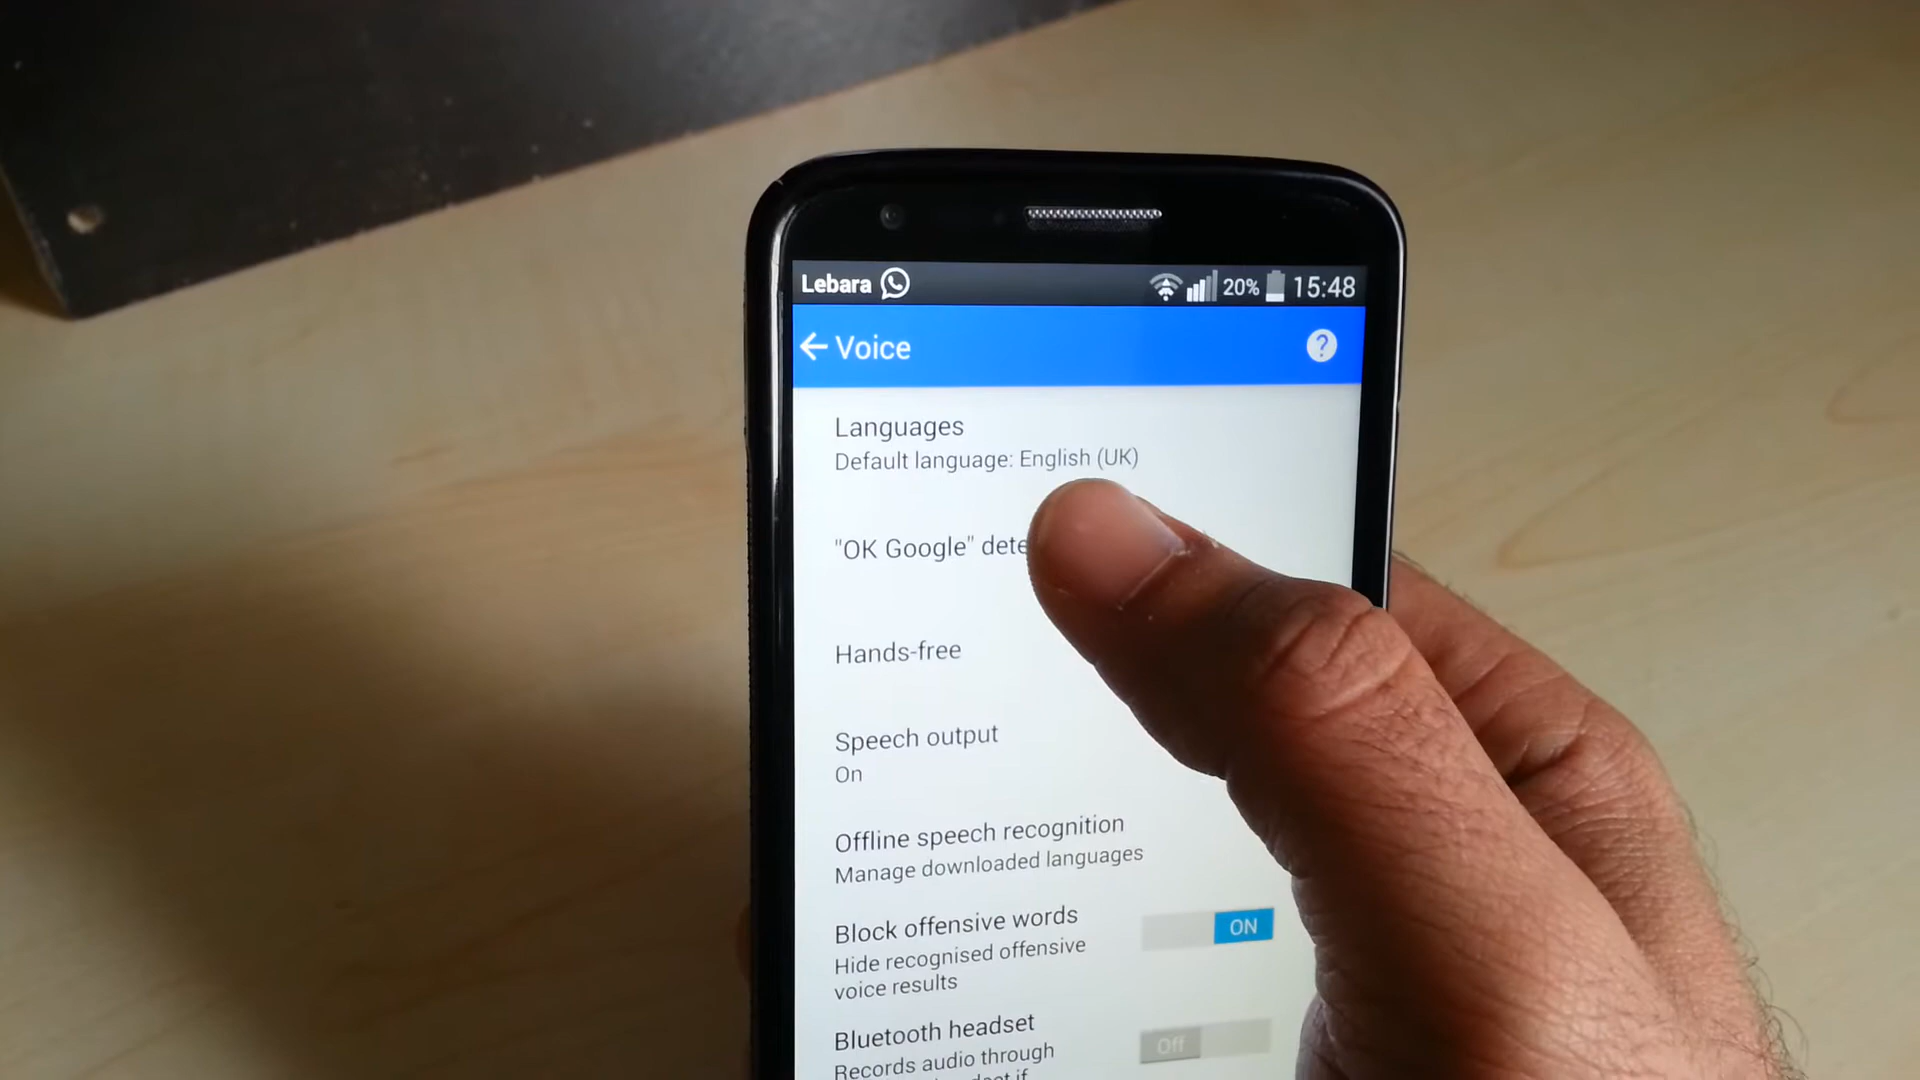 Lebara 20% 15:48
Voice ?
Languages
Default language: English (UK)
"OK Google"
Hands-free
Speech output
On
Offline speech recognition
Manage downloaded languages
Block offensive words
ON
Hide recognised offensive
voice results
Bluetooth headset
Off
Records audio through